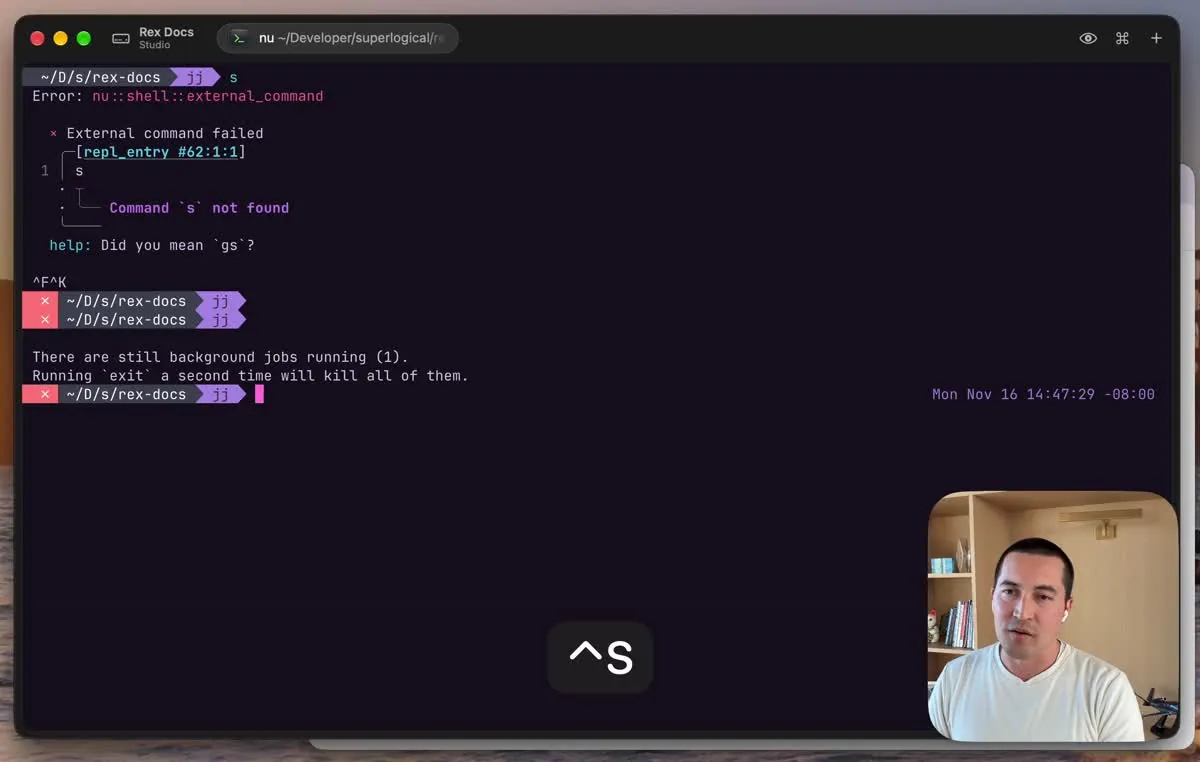 Rex Docs
Studio
nu ~/Developer/superlogical/re
~/D/s/rex-docs jj s
Error: nu::shell::external_command
× External command failed
[repl_entry #62:1:1]
1 s
Command `s` not found
help: Did you mean `gs`?
^F^K
× ~/D/s/rex-docs jj
× ~/D/s/rex-docs jj
There are still background jobs running (1).
Running `exit` a second time will kill all of them.
× ~/D/s/rex-docs jj Mon Nov 16 14:47:29 -08:00
^S